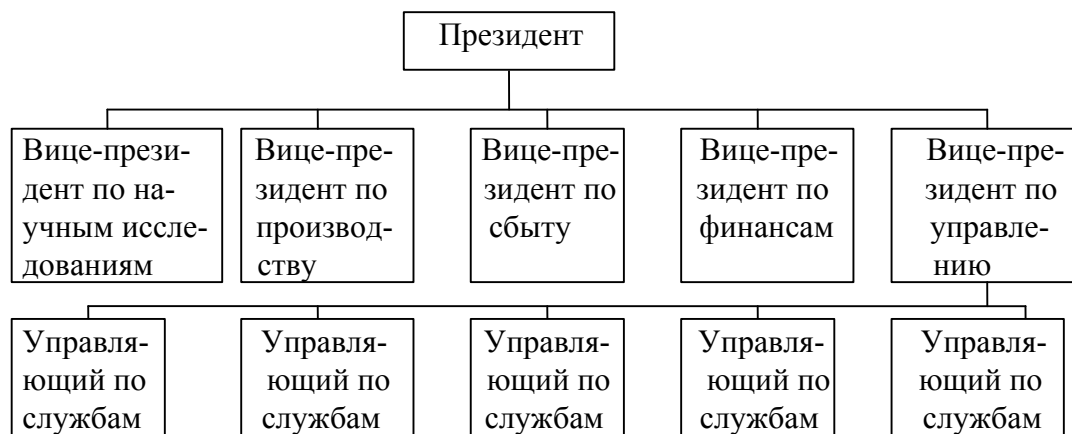 Президент
Вице-прези-
дент по на-
учным иссле-
дованиям
Вице-пре-
зидент по
производ-
ству
Вице-пре-
зидент по
сбыту
Вице-пре-
зидент по
финансам
Вице-пре-
зидент по
управле-
нию
Управля-
ющий по
службам
Управля-
ющий по
службам
Управля-
ющий по
службам
Управля-
ющий по
службам
Управля-
ющий по
службам